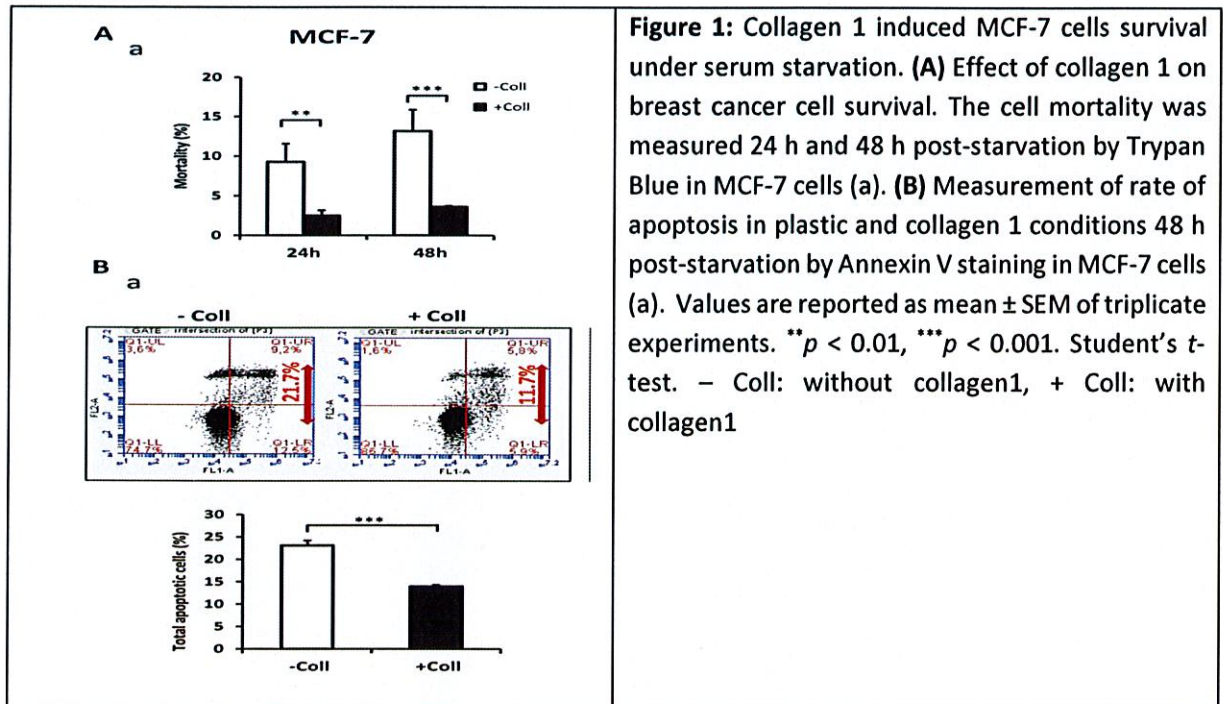 A
a
MCF-7
20
15
10
5
0
Mortality (%)
**
***
-Coll
+Coll
24h
48h
B
a
- Coll
+ Coll
GATE intersection of (P3)
Q1-UL
3,6%
Q1-UR
9,2%
21.7%
Q1-LL
74,7%
Q1-LR
12,5%
FL2-A
FL1-A
GATE intersection of (P3)
Q1-UL
1,6%
Q1-UR
5,8%
11.7%
Q1-LL
86,7%
Q1-LR
5,9%
FL2-A
FL1-A
30
25
20
15
10
5
0
Total apoptotic cells (%)
***
-Coll
+Coll
Figure 1: Collagen 1 induced MCF-7 cells survival
under serum starvation. (A) Effect of collagen 1 on
breast cancer cell survival. The cell mortality was
measured 24 h and 48 h post-starvation by Trypan
Blue in MCF-7 cells (a). (B) Measurement of rate of
apoptosis in plastic and collagen 1 conditions 48 h
post-starvation by Annexin V staining in MCF-7 cells
(a). Values are reported as mean ± SEM of triplicate
experiments. **p < 0.01, ***p < 0.001. Student's t-
test. – Coll: without collagen1, + Coll: with
collagen1